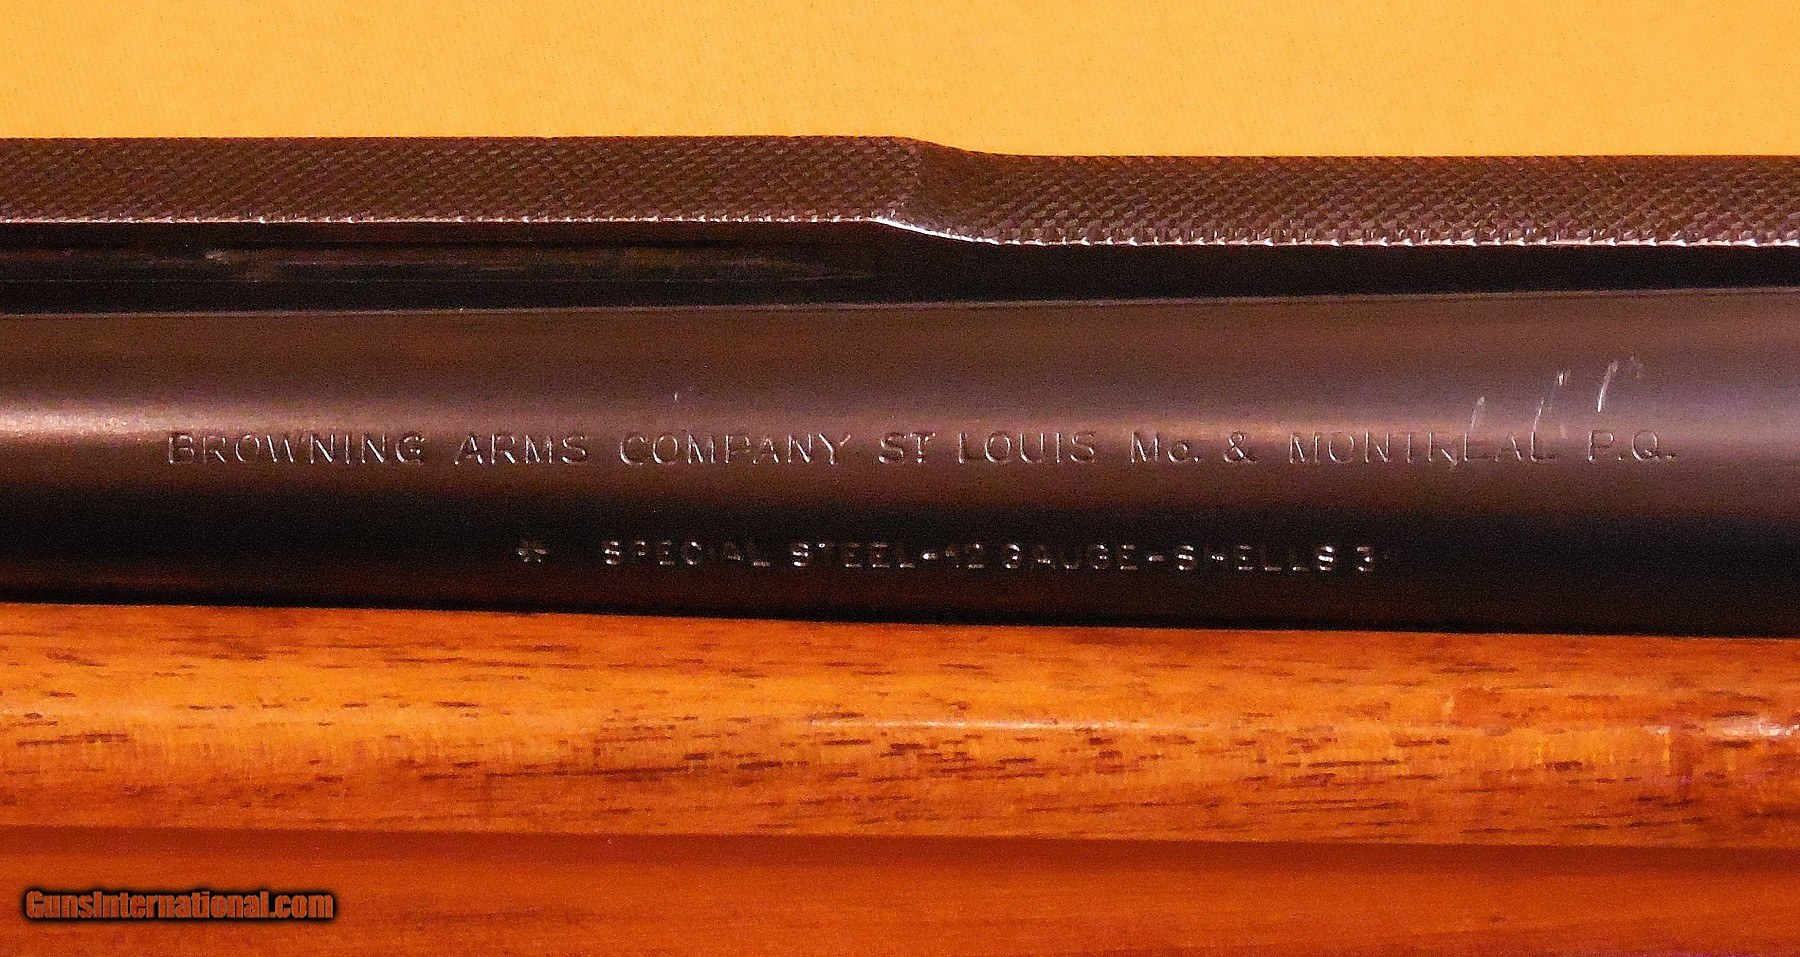 BROWNING ARMS COMPANY ST LOUIS Mo. & MONTREAL P.Q.
* SPECIAL STEEL-12 GAUGE-SHELLS 3"
GunsInternational.com